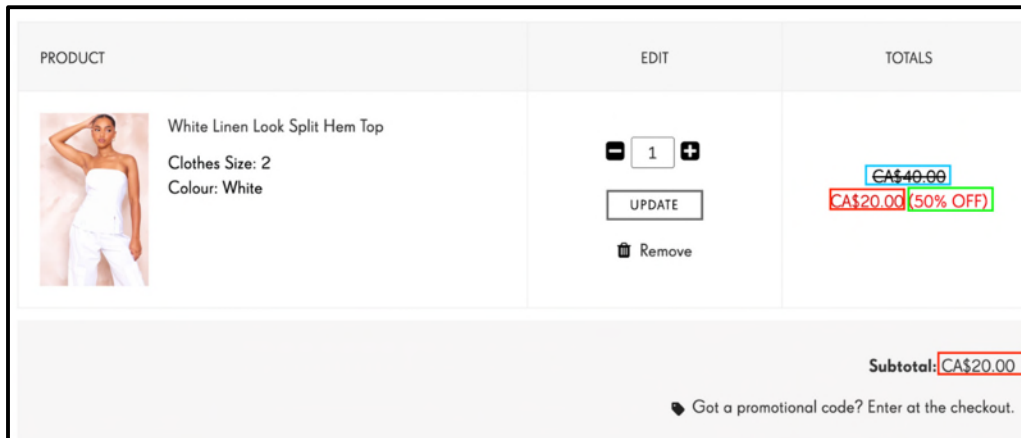 PRODUCT
EDIT
TOTALS
White Linen Look Split Hem Top
Clothes Size: 2
Colour: White
1
UPDATE
Remove
CA$40.00
CA$20.00 (50% OFF)
Subtotal: CA$20.00
Got a promotional code? Enter at the checkout.